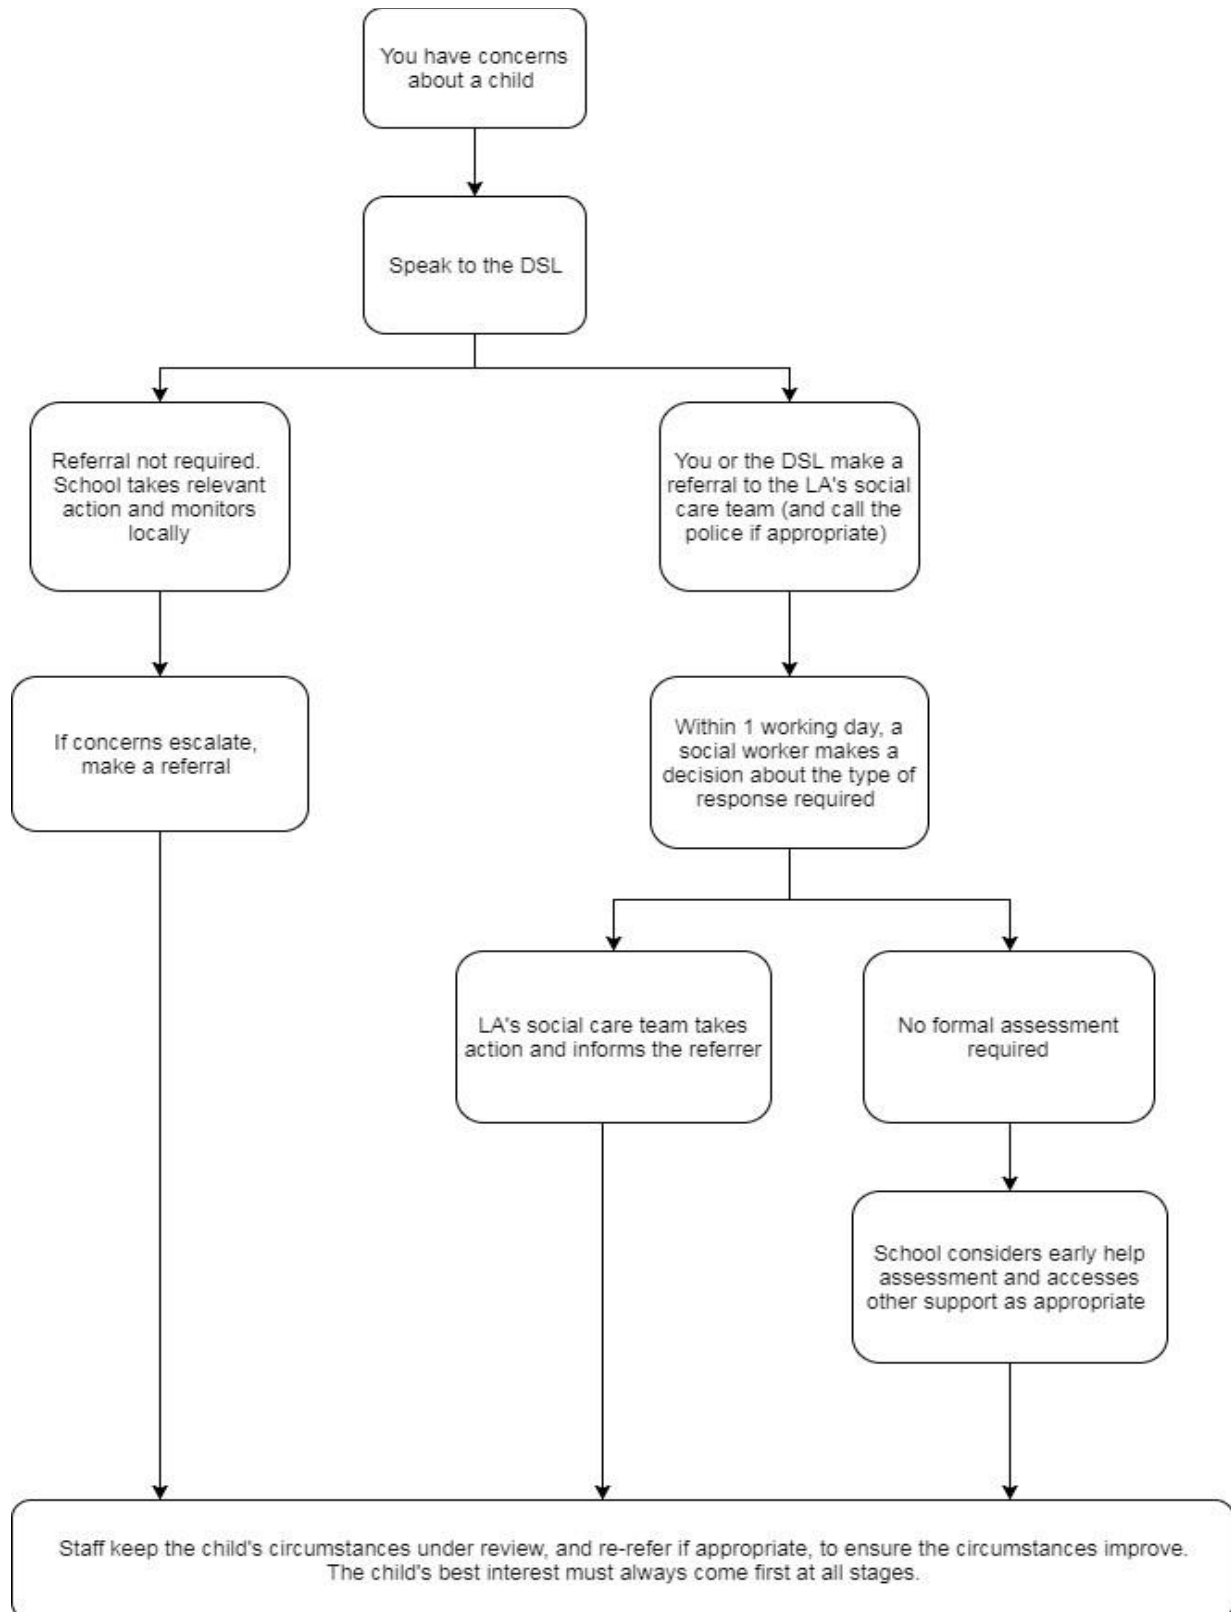 You have concerns
about a child
Speak to the DSL
Referral not required.
School takes relevant
action and monitors
locally
You or the DSL make a
referral to the LA's social
care team (and call the
police if appropriate)
If concerns escalate,
make a referral
Within 1 working day, a
social worker makes a
decision about the type of
response required
LA's social care team takes
action and informs the referrer
No formal assessment
required
School considers early help
assessment and accesses
other support as appropriate
Staff keep the child's circumstances under review, and re-refer if appropriate, to ensure the circumstances improve.
The child's best interest must always come first at all stages.